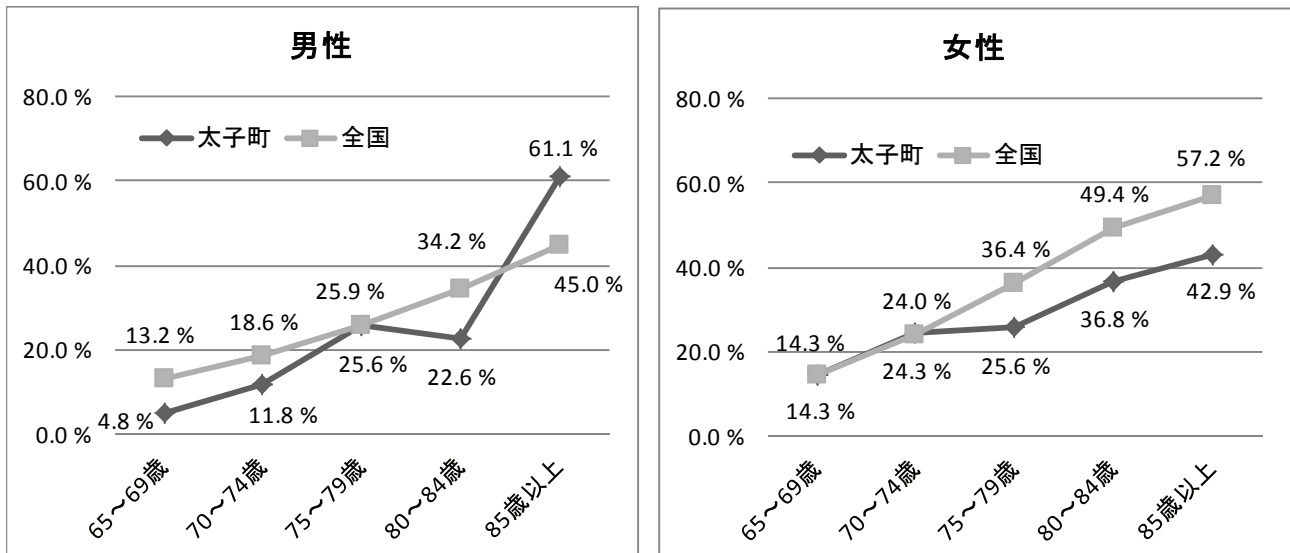 男性
80.0 %
60.0 %
40.0 %
20.0 %
0.0 %
太子町
全国
61.1 %
34.2 %
45.0 %
25.9 %
18.6 %
13.2 %
25.6 %
22.6 %
11.8 %
4.8 %
65～69歳
70～74歳
75～79歳
80～84歳
85歳以上
女性
80.0 %
60.0 %
40.0 %
20.0 %
0.0 %
太子町
全国
57.2 %
49.4 %
36.4 %
24.0 %
14.3 %
42.9 %
36.8 %
25.6 %
24.3 %
14.3 %
65～69歳
70～74歳
75～79歳
80～84歳
85歳以上